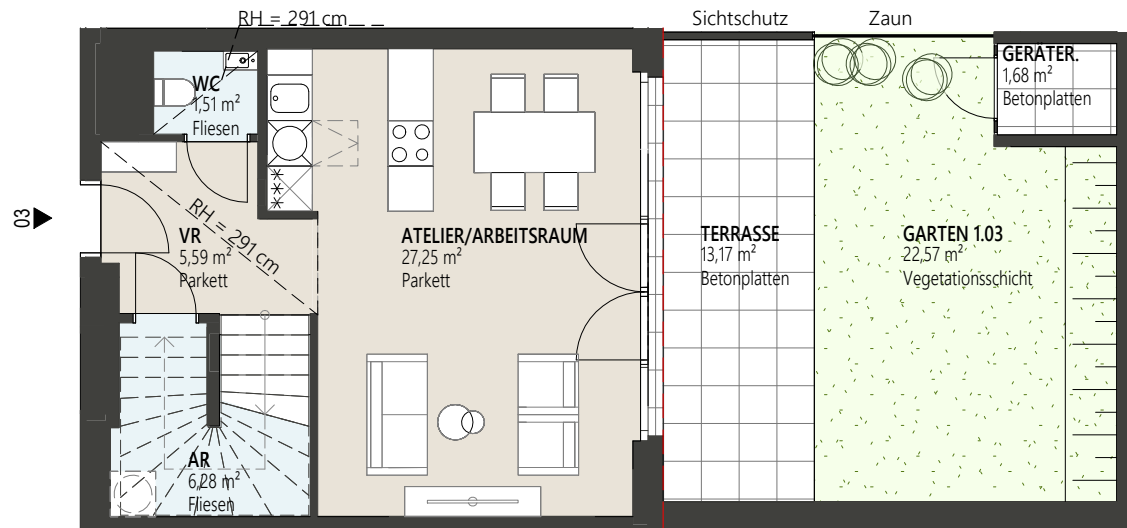 RH = 291 cm
Sichtschutz
Zaun
WC
1,51 m²
Fliesen
GERÄTER.
1,68 m²
Betonplatten
03
RH = 291 cm
VR
5,59 m²
Parkett
ATELIER/ARBEITSRAUM
27,25 m²
Parkett
TERRASSE
13,17 m²
Betonplatten
GARTEN 1.03
22,57 m²
Vegetationsschicht
AR
6,28 m²
Fliesen